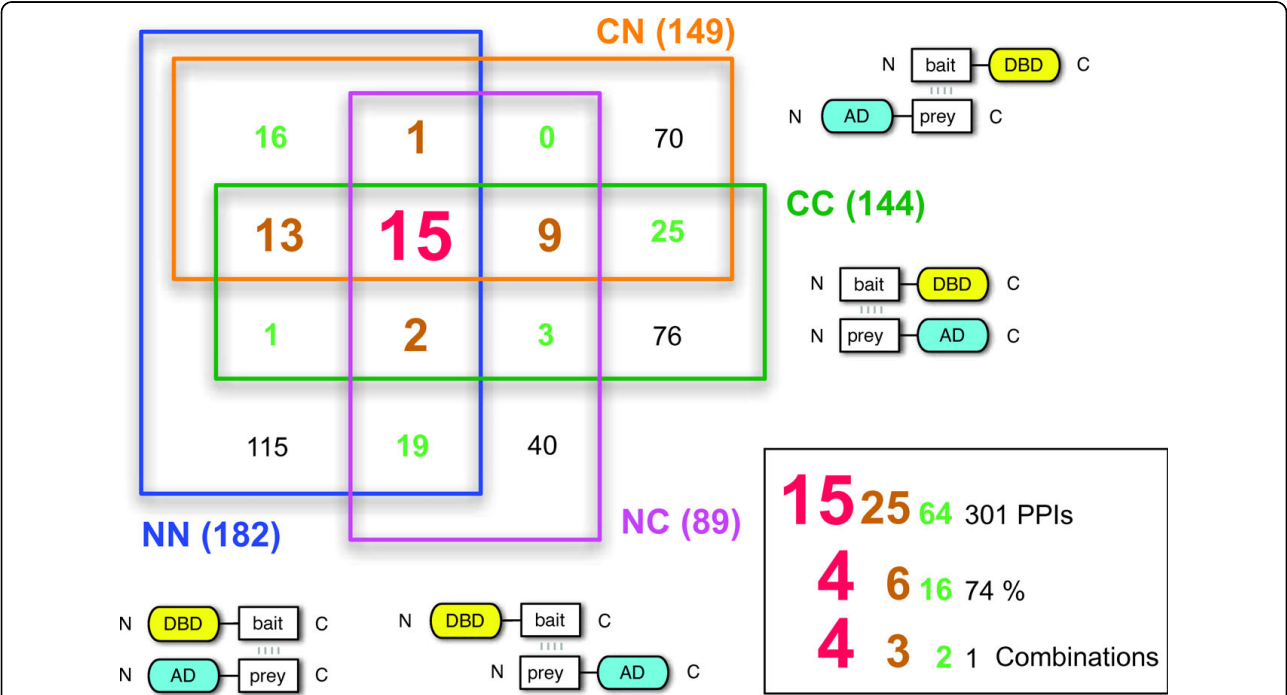 CN (149)
N bait DBD C
N AD prey C
16 1 0 70
CC (144)
13 15 9 25
N bait DBD C
1 2 3 76
N prey AD C
115 19 40
NN (182)
NC (89)
15 25 64 301 PPIs
4 6 16 74 %
4 3 2 1 Combinations
N DBD bait C
N AD prey C
N DBD bait C
N prey AD C